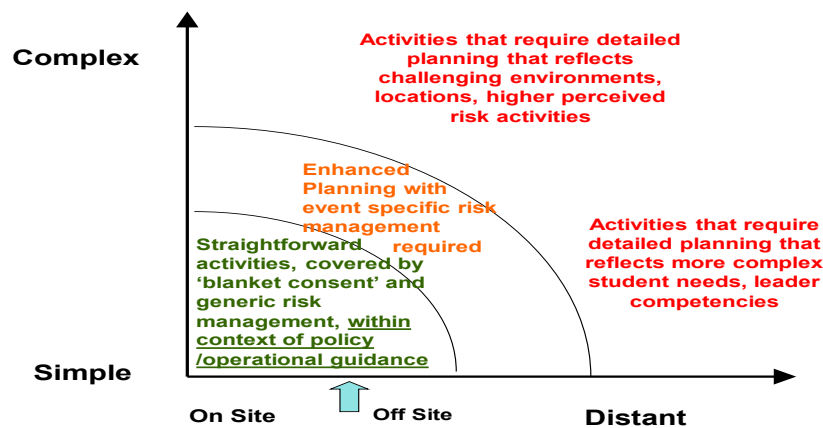 Complex
Activities that require detailed
planning that reflects
challenging environments,
locations, higher perceived
risk activities
Enhanced
Planning with
event specific risk
management
required
Straightforward
activities, covered by
‘blanket consent’ and
generic risk
management, within
context of policy
/operational guidance
Activities that require
detailed planning that
reflects more complex
student needs, leader
competencies
Simple
On Site
Off Site
Distant